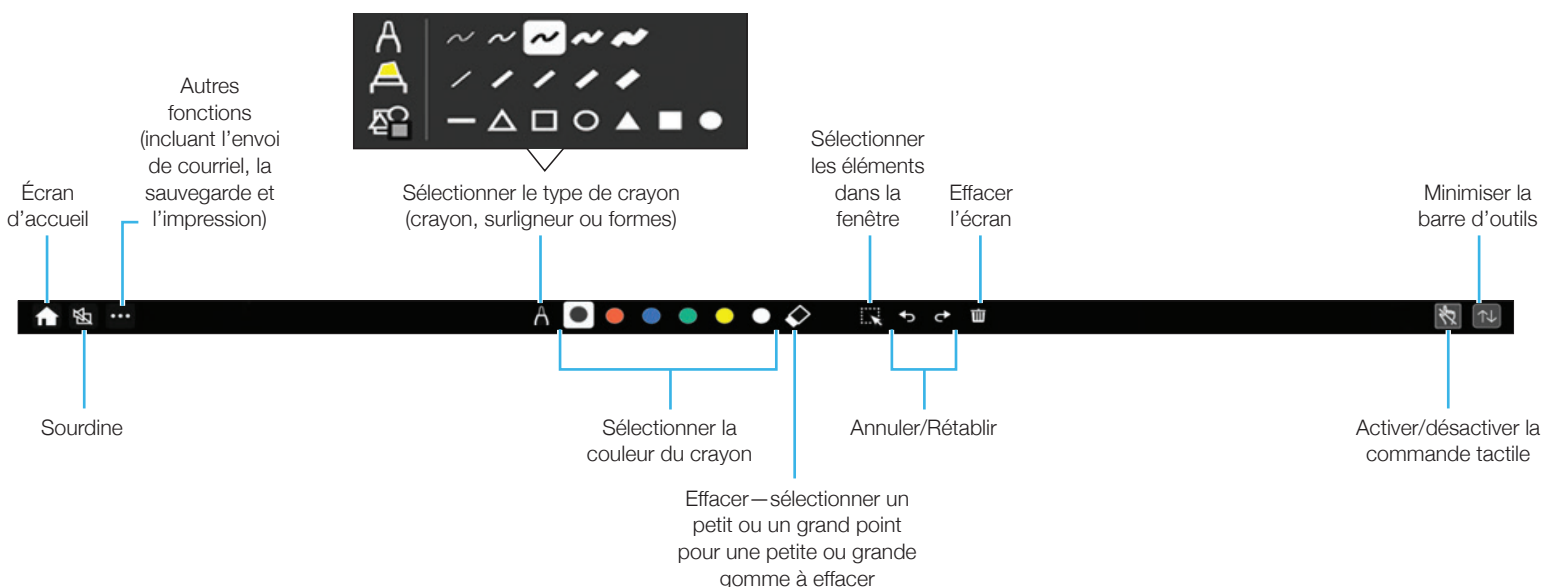 Autres
fonctions
(incluant l’envoi
de courriel, la
sauvegarde et
l’impression)
Écran
d’accueil
Sélectionner le type de crayon
(crayon, surligneur ou formes)
Sélectionner
les éléments
dans la
fenêtre
Effacer
l’écran
Minimiser la
barre d’outils
Sourdine
Sélectionner la
couleur du crayon
Annuler/Rétablir
Activer/désactiver la
commande tactile
Effacer—sélectionner un
petit ou un grand point
pour une petite ou grande
gomme à effacer